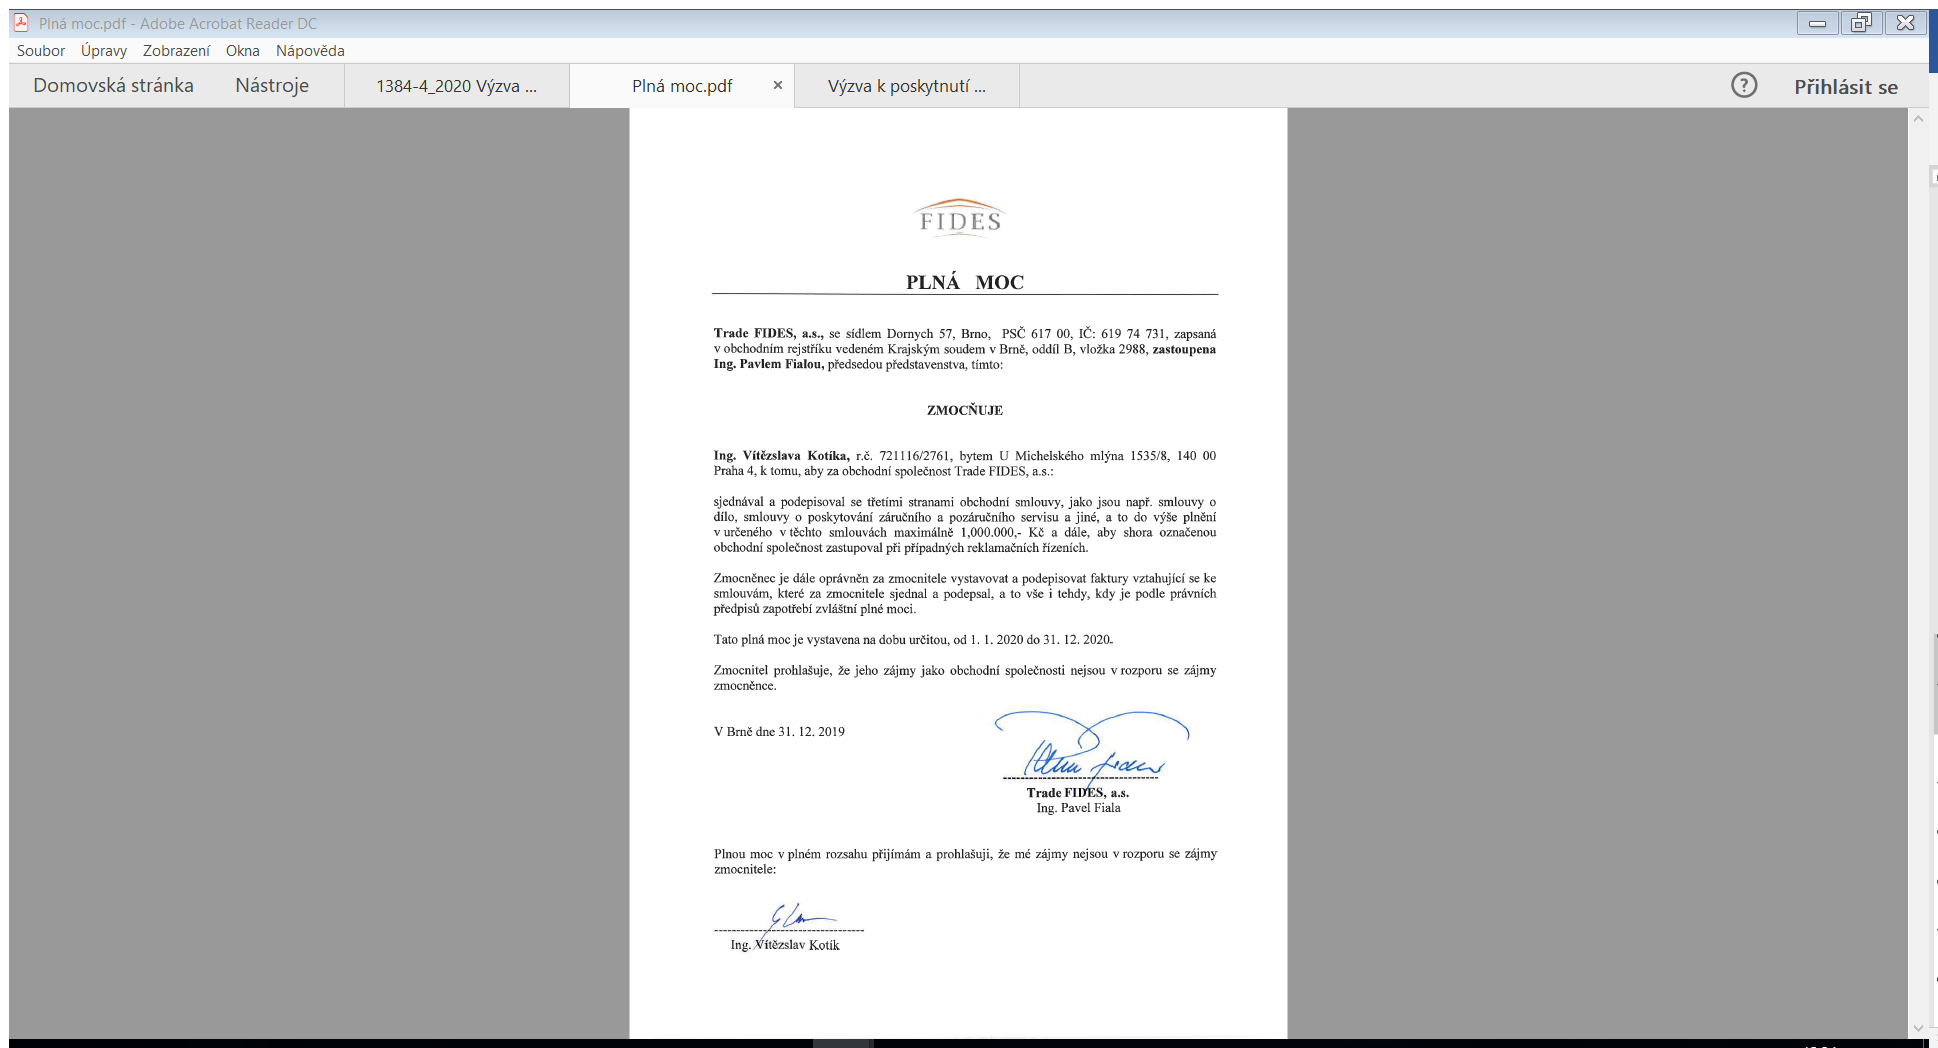 Plná moc.pdf - Adobe Acrobat Reader DC
Soubor Úpravy Zobrazení Okna Nápověda
Domovská stránka Nástroje 1384-4_2020 Výzva ... Plná moc.pdf × Výzva k poskytnutí ... ? Přihlásit se
FIDES
PLNÁ MOC
Trade FIDES, a.s., se sídlem Dornych 57, Brno, PSČ 617 00, IČ: 619 74 731, zapsaná
v obchodním rejstříku vedeném Krajským soudem v Brně, oddíl B, vložka 2988, zastoupena
Ing. Pavlem Fialou, předsedou představenstva, tímto:
ZMOCŇUJE
Ing. Vítězslava Kotíka, r.č. 721116/2761, bytem U Michelského mlýna 1535/8, 140 00
Praha 4, k tomu, aby za obchodní společnost Trade FIDES, a.s.:
sjednával a podepisoval se třetími stranami obchodní smlouvy, jako jsou např. smlouvy o
dílo, smlouvy o poskytování záručního a pozáručního servisu a jiné, a to do výše plnění
v určeného v těchto smlouvách maximálně 1,000.000,- Kč a dále, aby shora označenou
obchodní společnost zastupoval při případných reklamačních řízeních.
Zmocněnec je dále oprávněn za zmocnitele vystavovat a podepisovat faktury vztahující se ke
smlouvám, které za zmocnitele sjednal a podepsal, a to vše i tehdy, kdy je podle právních
předpisů zapotřebí zvláštní plné moci.
Tato plná moc je vystavena na dobu určitou, od 1. 1. 2020 do 31. 12. 2020.
Zmocnitel prohlašuje, že jeho zájmy jako obchodní společnosti nejsou v rozporu se zájmy
zmocněnce.
V Brně dne 31. 12. 2019
Trade FIDES, a.s.
Ing. Pavel Fiala
Plnou moc v plném rozsahu přijímám a prohlašuji, že mé zájmy nejsou v rozporu se zájmy
zmocnitele:
Ing. Vítězslav Kotík